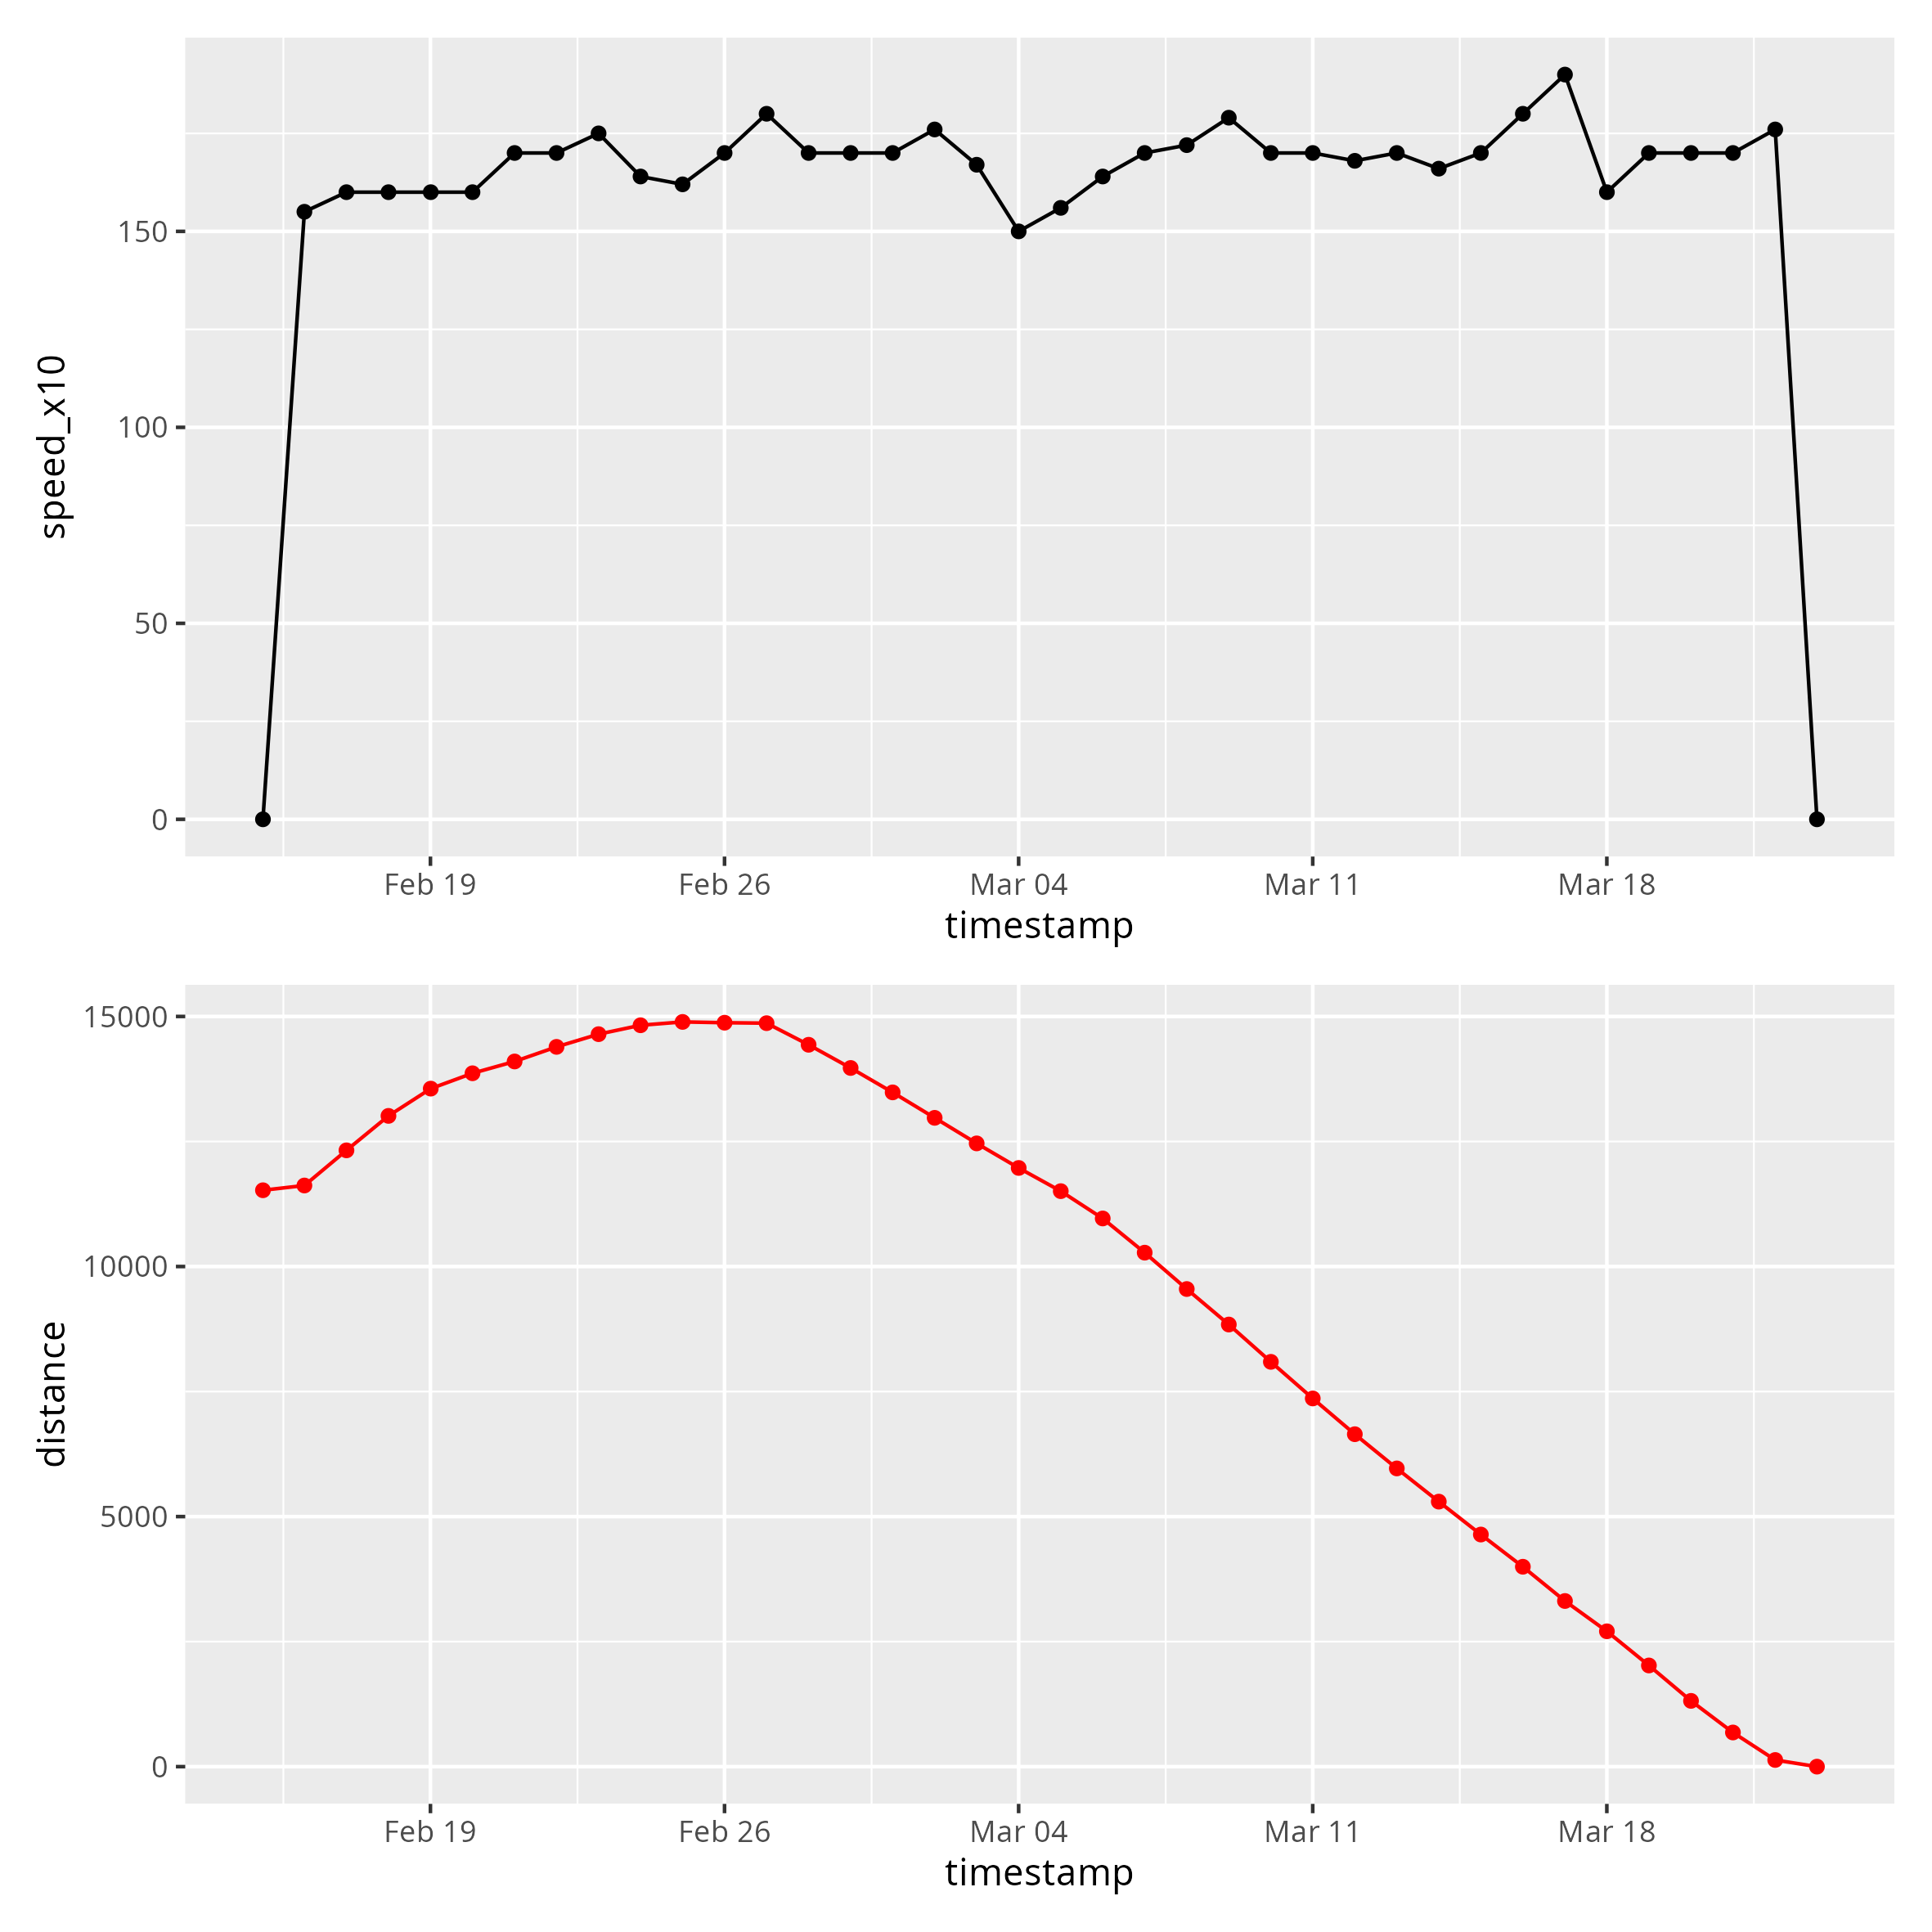 speed_x10
150
100
50
0
Feb 19 Feb 26 Mar 04 Mar 11 Mar 18
timestamp
distance
15000
10000
5000
0
Feb 19 Feb 26 Mar 04 Mar 11 Mar 18
timestamp